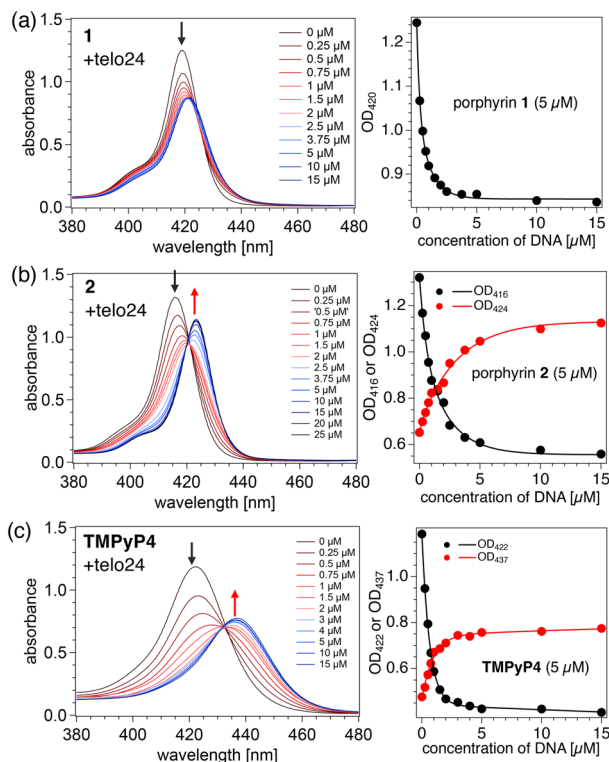 (a)
1
+telo24
absorbance
1.5
1.0
0.5
0.0
0 µM
0.25 µM
0.5 µM
0.75 µM
1 µM
1.5 µM
2 µM
2.5 µM
3.75 µM
5 µM
10 µM
15 µM
380 400 420 440 460 480
wavelength [nm]
OD420
1.2
1.1
1.0
0.9
porphyrin 1 (5 µM)
0 5 10 15
concentration of DNA [µM]
(b)
2
+telo24
absorbance
1.5
1.0
0.5
0.0
0 µM
0.25 µM
'0.5 µM'
0.75 µM
1 µM
1.5 µM
2 µM
2.5 µM
3.75 µM
5 µM
10 µM
15 µM
20 µM
25 µM
380 400 420 440 460 480
wavelength [nm]
OD416 or OD424
1.2
1.0
0.8
0.6
OD416
OD424
porphyrin 2 (5 µM)
0 5 10 15
concentration of DNA [µM]
(c)
TMPyP4
+telo24
absorbance
1.5
1.0
0.5
0.0
0 µM
0.25 µM
0.5 µM
0.75 µM
1 µM
1.5 µM
2 µM
3 µM
4 µM
5 µM
10 µM
15 µM
380 400 420 440 460 480
wavelength [nm]
OD422 or OD437
1.0
0.8
0.6
0.4
OD422
OD437
TMPyP4 (5 µM)
0 5 10 15
concentration of DNA [µM]